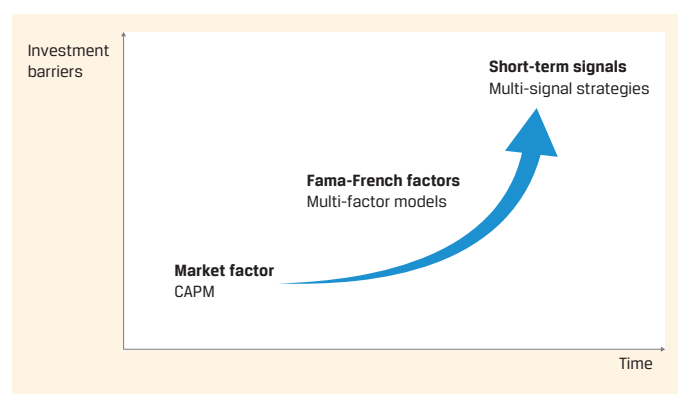 Investment
barriers
Short-term signals
Multi-signal strategies
Fama-French factors
Multi-factor models
Market factor
CAPM
Time